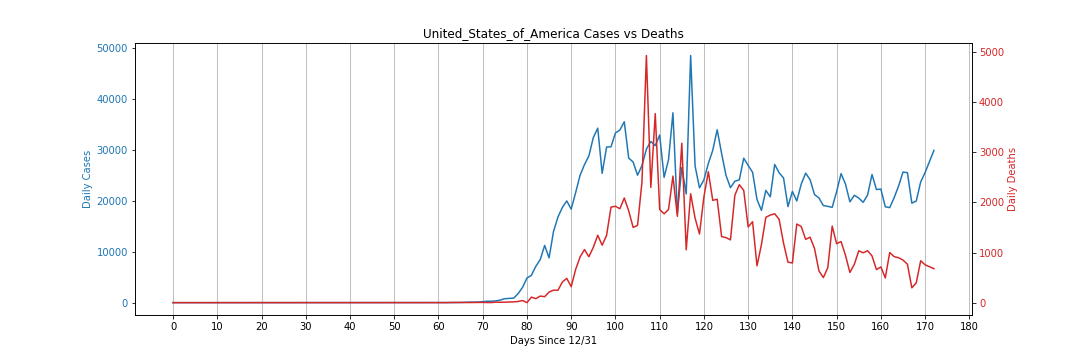 United_States_of_America Cases vs Deaths
50000
40000
30000
20000
10000
0
Daily Cases
5000
4000
3000
2000
1000
0
Daily Deaths
0 10 20 30 40 50 60 70 80 90 100 110 120 130 140 150 160 170 180
Days Since 12/31